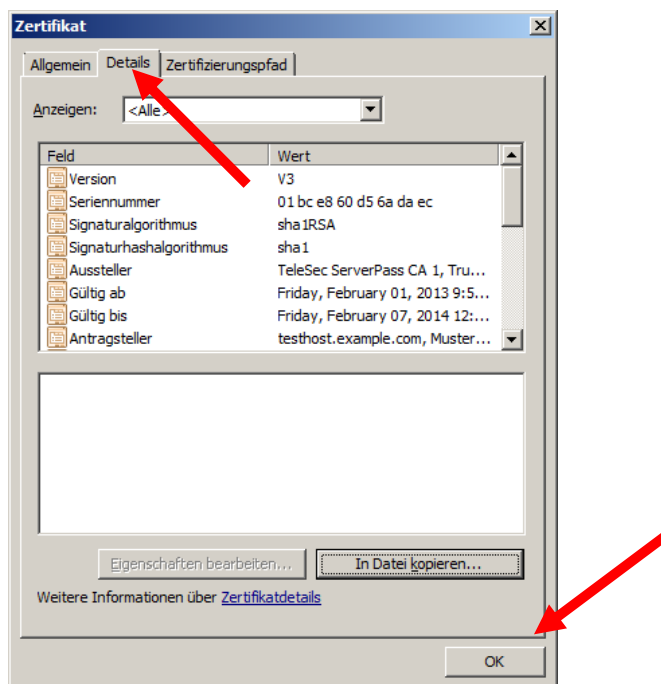 Zertifikat
Allgemein Details Zertifizierungspfad
Anzeigen: <Alle>
Feld Wert
Version V3
Seriennummer 01 bc e8 60 d5 6a da ec
Signaturalgorithmus sha1RSA
Signaturhashalgorithmus sha1
Aussteller TeleSec ServerPass CA 1, Tru...
Gültig ab Friday, February 01, 2013 9:5...
Gültig bis Friday, February 07, 2014 12:...
Antragsteller testhost.example.com, Muster...
Eigenschaften bearbeiten... In Datei kopieren...
Weitere Informationen über Zertifikatdetails
OK